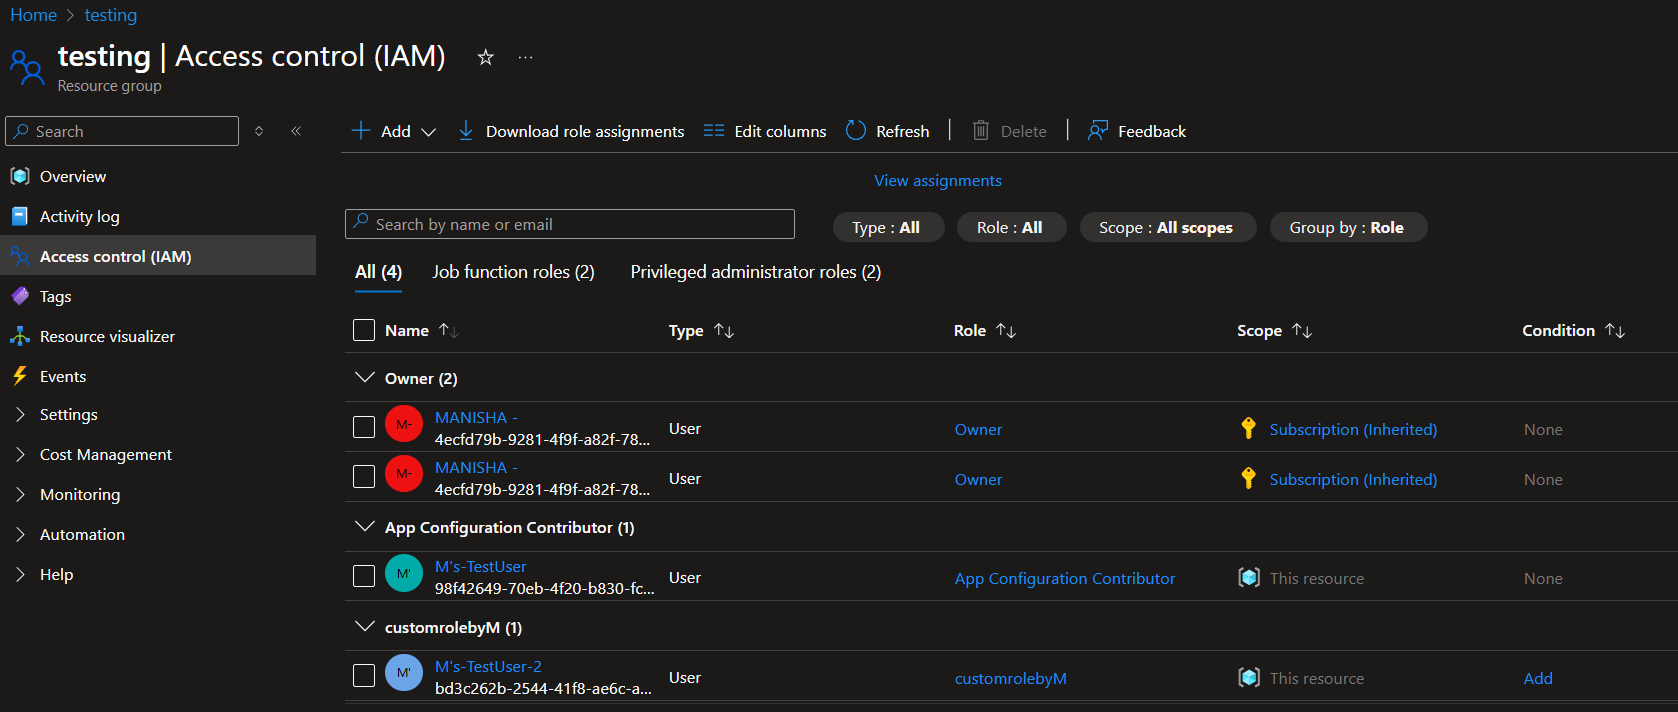 Home > testing
testing | Access control (IAM) ☆ ...
Resource group
Search
Overview
Activity log
Access control (IAM)
Tags
Resource visualizer
Events
Settings
Cost Management
Monitoring
Automation
Help
Add Download role assignments Edit columns Refresh Delete Feedback
View assignments
Search by name or email Type : All Role : All Scope : All scopes Group by : Role
All (4) Job function roles (2) Privileged administrator roles (2)
Name ↑↓ Type ↑↓ Role ↑↓ Scope ↑↓ Condition ↑↓
Owner (2)
M- MANISHA - User Owner Subscription (Inherited) None
4ecfd79b-9281-4f9f-a82f-78...
M- MANISHA - User Owner Subscription (Inherited) None
4ecfd79b-9281-4f9f-a82f-78...
App Configuration Contributor (1)
M' M's-TestUser User App Configuration Contributor This resource None
98f42649-70eb-4f20-b830-fc...
customrolebyM (1)
M' M's-TestUser-2 User customrolebyM This resource Add
bd3c262b-2544-41f8-ae6c-a...